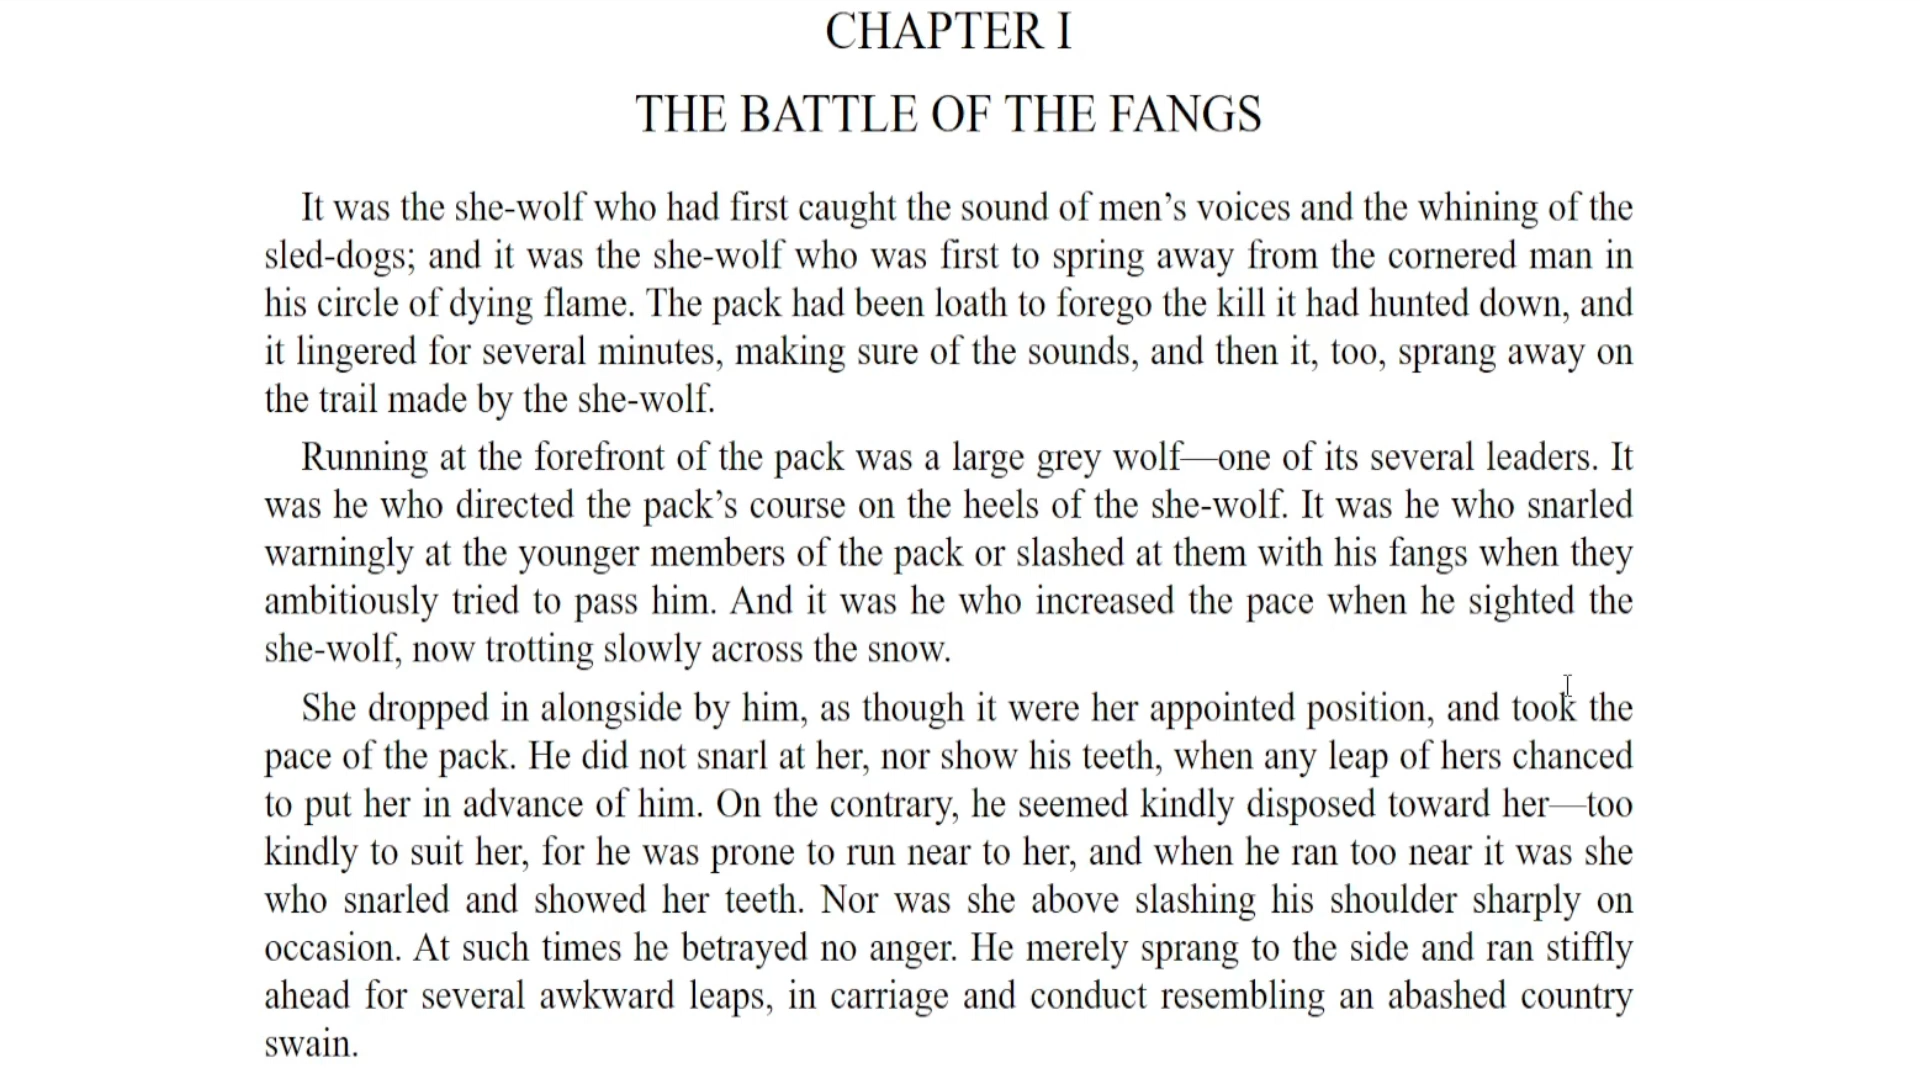 CHAPTER I
THE BATTLE OF THE FANGS
It was the she-wolf who had first caught the sound of men’s voices and the whining of the
sled-dogs; and it was the she-wolf who was first to spring away from the cornered man in
his circle of dying flame. The pack had been loath to forego the kill it had hunted down, and
it lingered for several minutes, making sure of the sounds, and then it, too, sprang away on
the trail made by the she-wolf.
Running at the forefront of the pack was a large grey wolf—one of its several leaders. It
was he who directed the pack’s course on the heels of the she-wolf. It was he who snarled
warningly at the younger members of the pack or slashed at them with his fangs when they
ambitiously tried to pass him. And it was he who increased the pace when he sighted the
she-wolf, now trotting slowly across the snow.
She dropped in alongside by him, as though it were her appointed position, and took the
pace of the pack. He did not snarl at her, nor show his teeth, when any leap of hers chanced
to put her in advance of him. On the contrary, he seemed kindly disposed toward her—too
kindly to suit her, for he was prone to run near to her, and when he ran too near it was she
who snarled and showed her teeth. Nor was she above slashing his shoulder sharply on
occasion. At such times he betrayed no anger. He merely sprang to the side and ran stiffly
ahead for several awkward leaps, in carriage and conduct resembling an abashed country
swain.